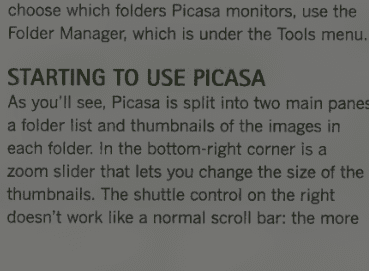 choose which folders Picasa monitors, use the
Folder Manager, which is under the Tools menu.
STARTING TO USE PICASA
As you'll see, Picasa is split into two main panes
a folder list and thumbnails of the images in
each folder. In the bottom-right corner is a
zoom slider that lets you change the size of the
thumbnails. The shuttle control on the right
doesn't work like a normal scroll bar: the more